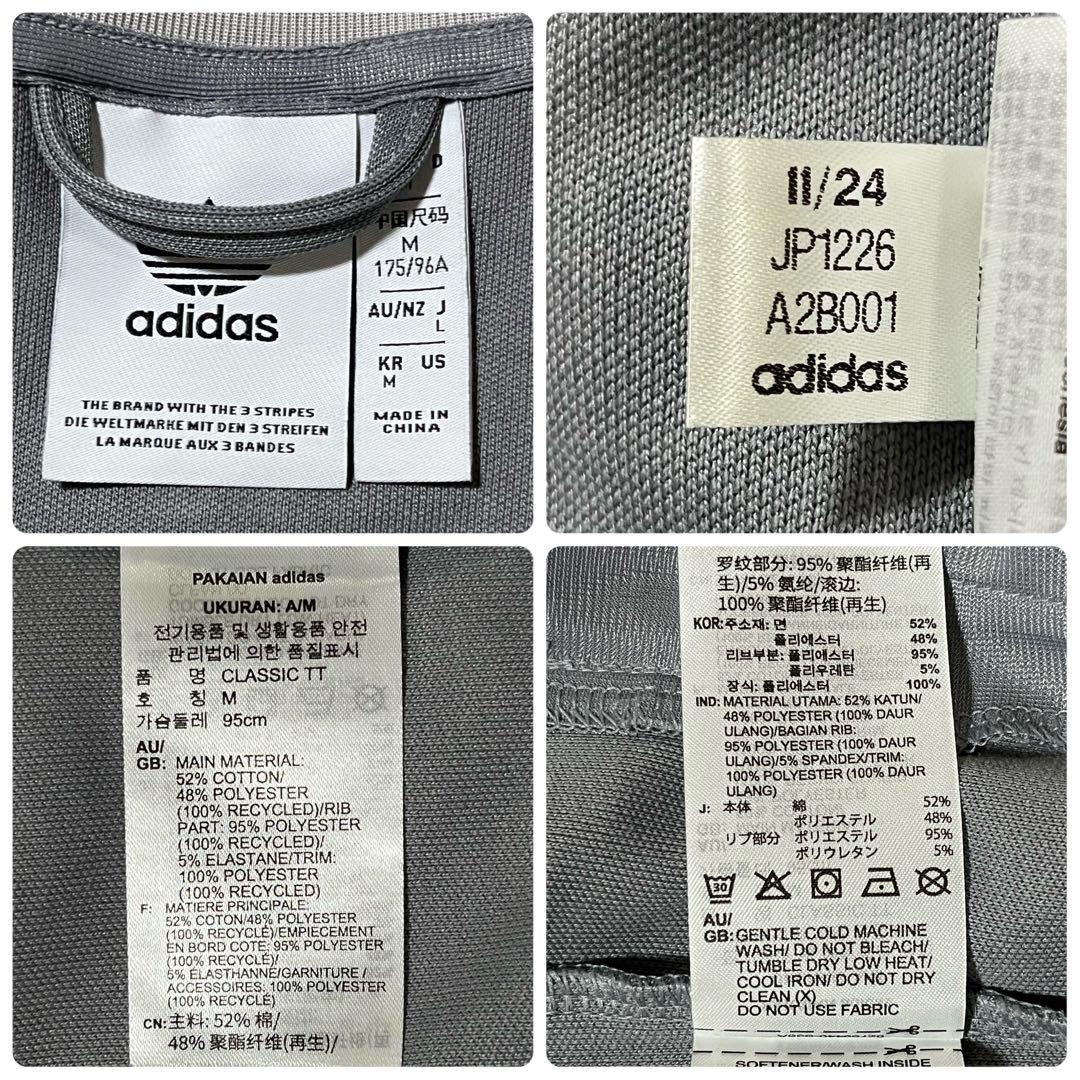 D
中国尺码
M
175/96A
AU/NZ J
L
KR US
M
MADE IN
CHINA
adidas
THE BRAND WITH THE 3 STRIPES
DIE WELTMARKE MIT DEN 3 STREIFEN
LA MARQUE AUX 3 BANDES
11/24
JP1226
A2B001
adidas
PAKAIAN adidas
UKURAN: A/M
전기용품 및 생활용품 안전
관리법에 의한 품질표시
품 명 CLASSIC TT
호 칭 M
가슴둘레 95cm
AU/
GB: MAIN MATERIAL:
52% COTTON/
48% POLYESTER
(100% RECYCLED)/RIB
PART: 95% POLYESTER
(100% RECYCLED)/
5% ELASTANE/TRIM:
100% POLYESTER
(100% RECYCLED)
F: MATIERE PRINCIPALE:
52% COTON/48% POLYESTER
(100% RECYCLÉ)/EMPIECEMENT
EN BORD COTE: 95% POLYESTER
(100% RECYCLÉ)/
5% ÉLASTHANNE/GARNITURE /
ACCESSOIRES: 100% POLYESTER
(100% RECYCLÉ)
CN: 主料: 52% 棉/
48% 聚酯纤维(再生)/
罗纹部分: 95% 聚酯纤维(再
生)/5% 氨纶/滚边:
100% 聚酯纤维(再生)
KOR: 주소재: 면 52%
폴리에스터 48%
리브부분: 폴리에스터 95%
폴리우레탄 5%
장식: 폴리에스터 100%
IND: MATERIAL UTAMA: 52% KATUN/
48% POLYESTER (100% DAUR
ULANG)/BAGIAN RIB:
95% POLYESTER (100% DAUR
ULANG)/5% SPANDEX/TRIM:
100% POLYESTER (100% DAUR
ULANG)
J: 本体 綿 52%
ポリエステル 48%
リブ部分 ポリエステル 95%
ポリウレタン 5%
30
AU/
GB: GENTLE COLD MACHINE
WASH/ DO NOT BLEACH/
TUMBLE DRY LOW HEAT/
COOL IRON/ DO NOT DRY
CLEAN (X)
DO NOT USE FABRIC
SOFTENER/WASH INSIDE